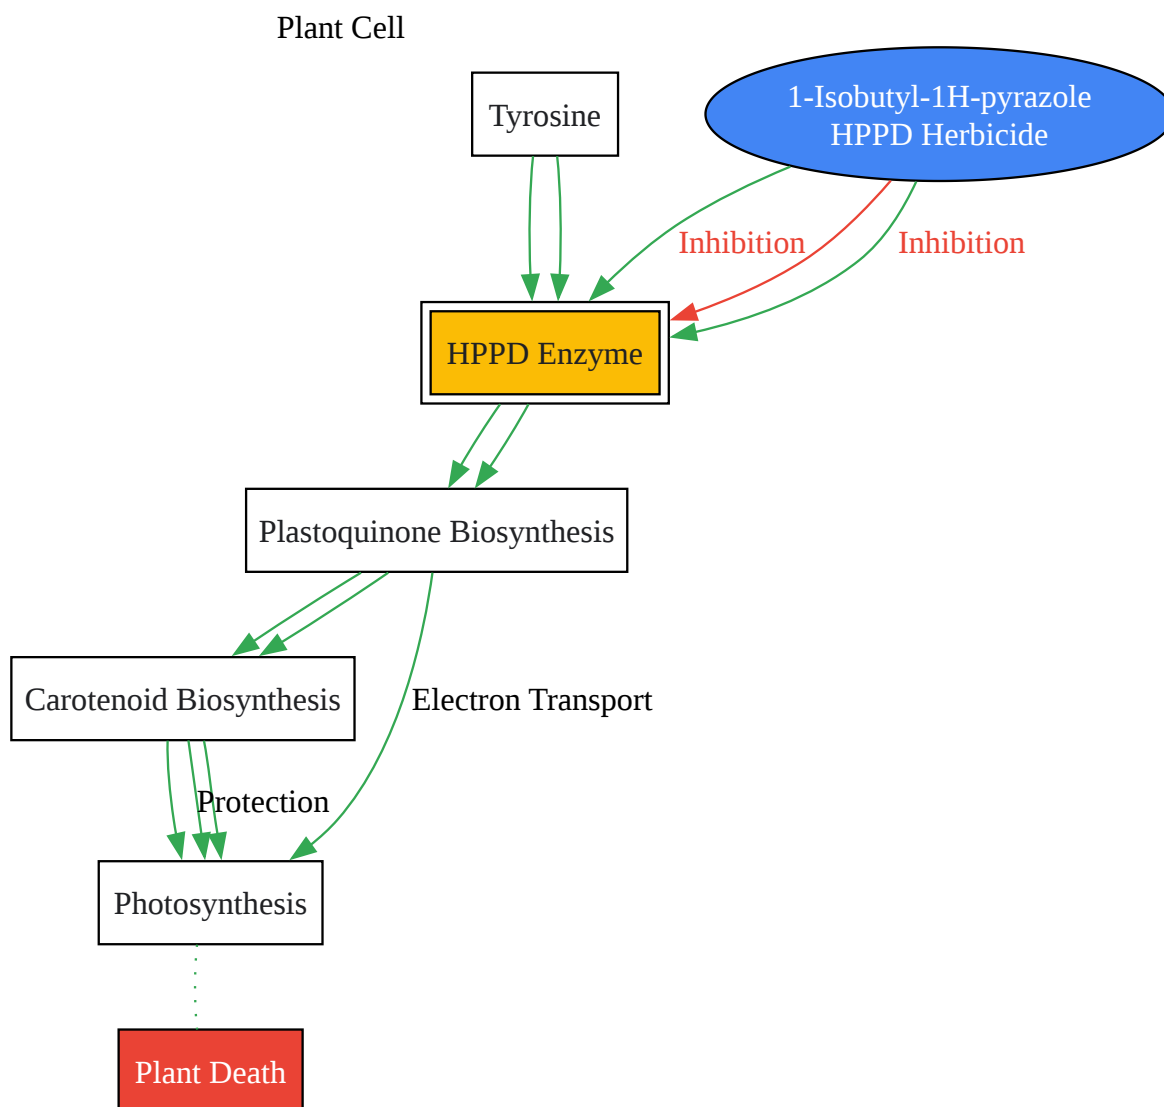 Plant Cell
Tyrosine
1-Isobutyl-1H-pyrazole
HPPD Herbicide
Inhibition
Inhibition
HPPD Enzyme
Plastoquinone Biosynthesis
Carotenoid Biosynthesis
Electron Transport
Protection
Photosynthesis
Plant Death